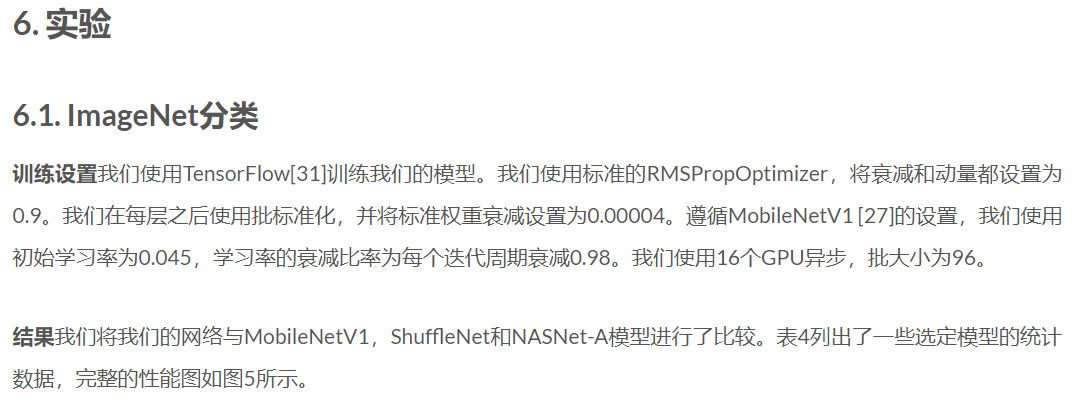 6. 实验
6.1. ImageNet分类
训练设置我们使用TensorFlow[31]训练我们的模型。我们使用标准的RMSPropOptimizer，将衰减和动量都设置为
0.9。我们在每层之后使用批标准化，并将标准权重衰减设置为0.00004。遵循MobileNetV1 [27]的设置，我们使用
初始学习率为0.045，学习率的衰减比率为每个迭代周期衰减0.98。我们使用16个GPU异步，批大小为96。
结果我们将我们的网络与MobileNetV1，ShuffleNet和NASNet-A模型进行了比较。表4列出了一些选定模型的统计
数据，完整的性能图如图5所示。